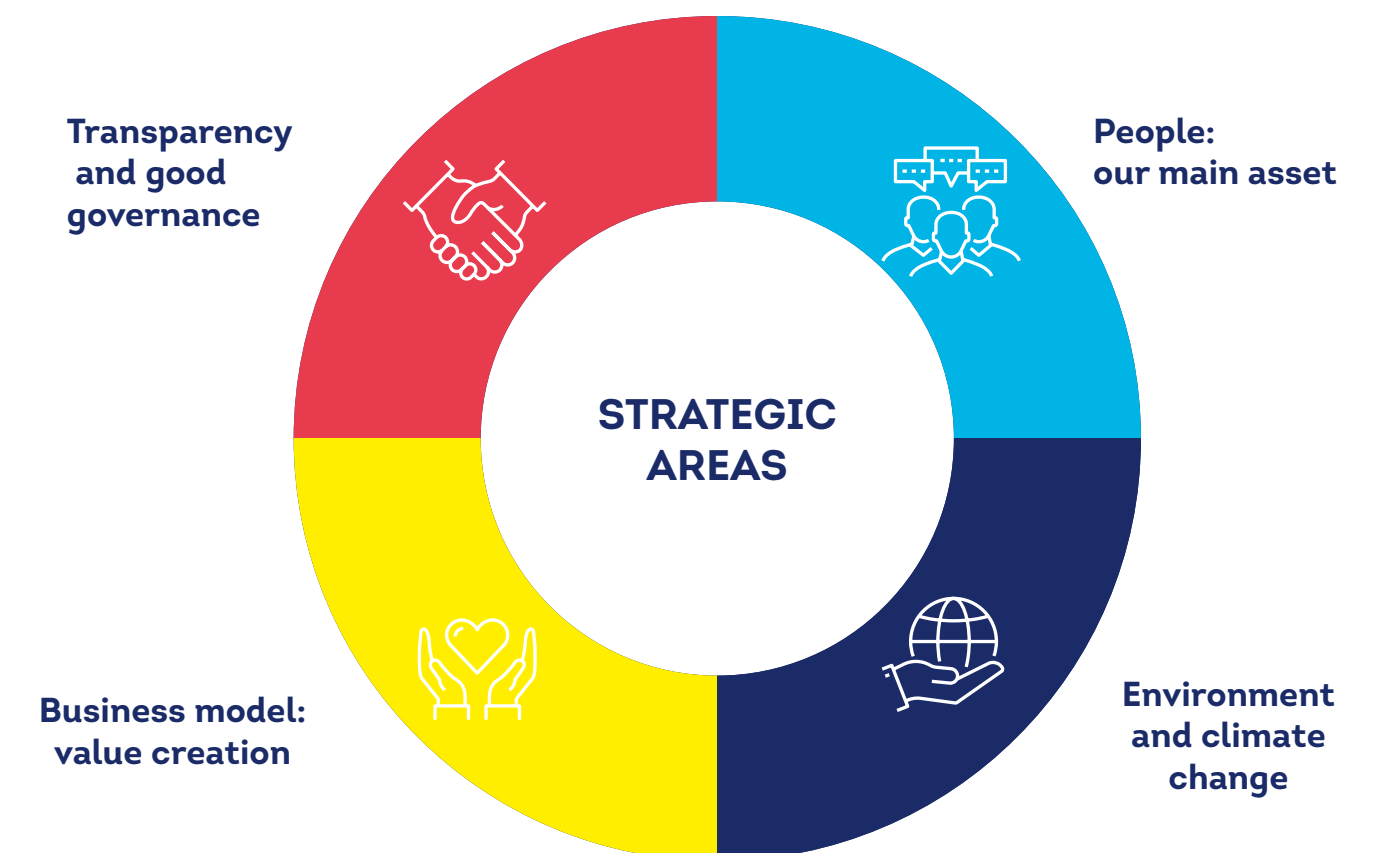 Transparency
and good
governance
People:
our main asset
STRATEGIC
AREAS
Business model:
value creation
Environment
and climate
change